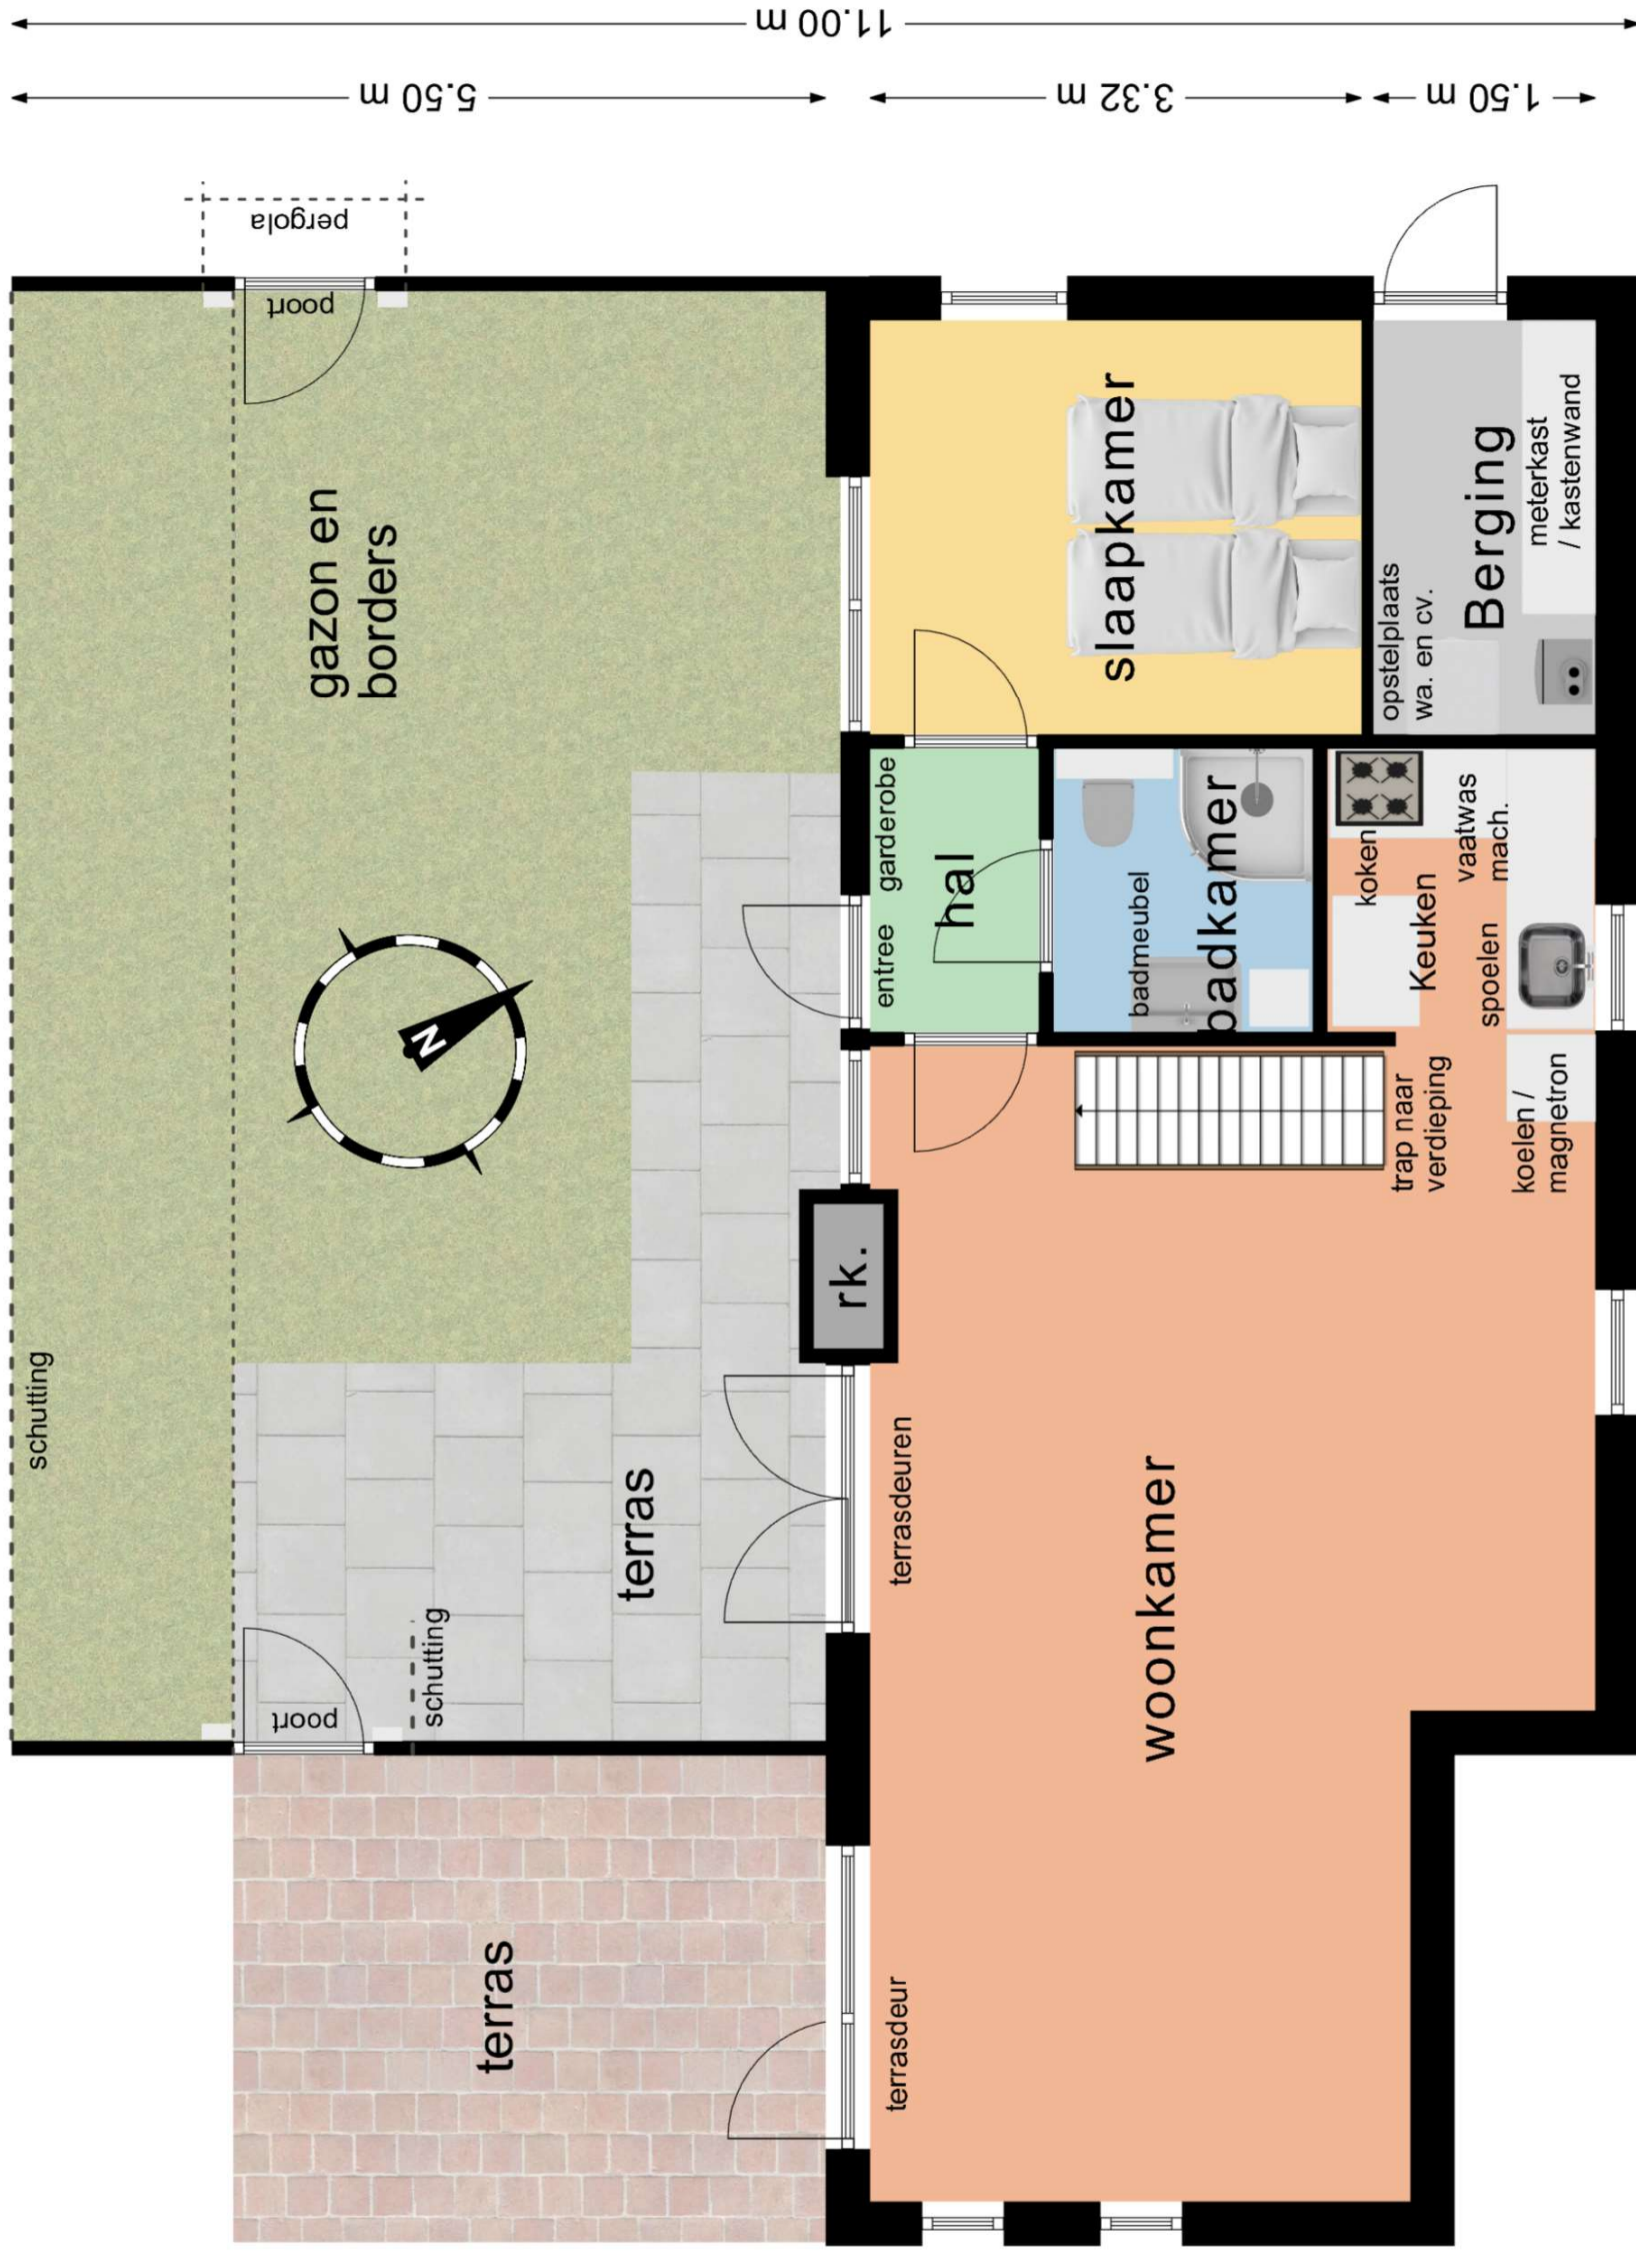 11.00 m
5.50 m
3.32 m
1.50 m
pergola
poort
gazon en
borders
schutting
N
slaapkamer
Berging
meterkast
/ kastenwand
opstelplaats
wa. en cv.
garderobe
entree
hal
badmeubel
badkamer
koken
Keuken
vaatwas
mach.
spoelen
koelen /
magnetron
trap naar
verdieping
rk.
terrasdeuren
woonkamer
terras
schutting
poort
terras
terrasdeur